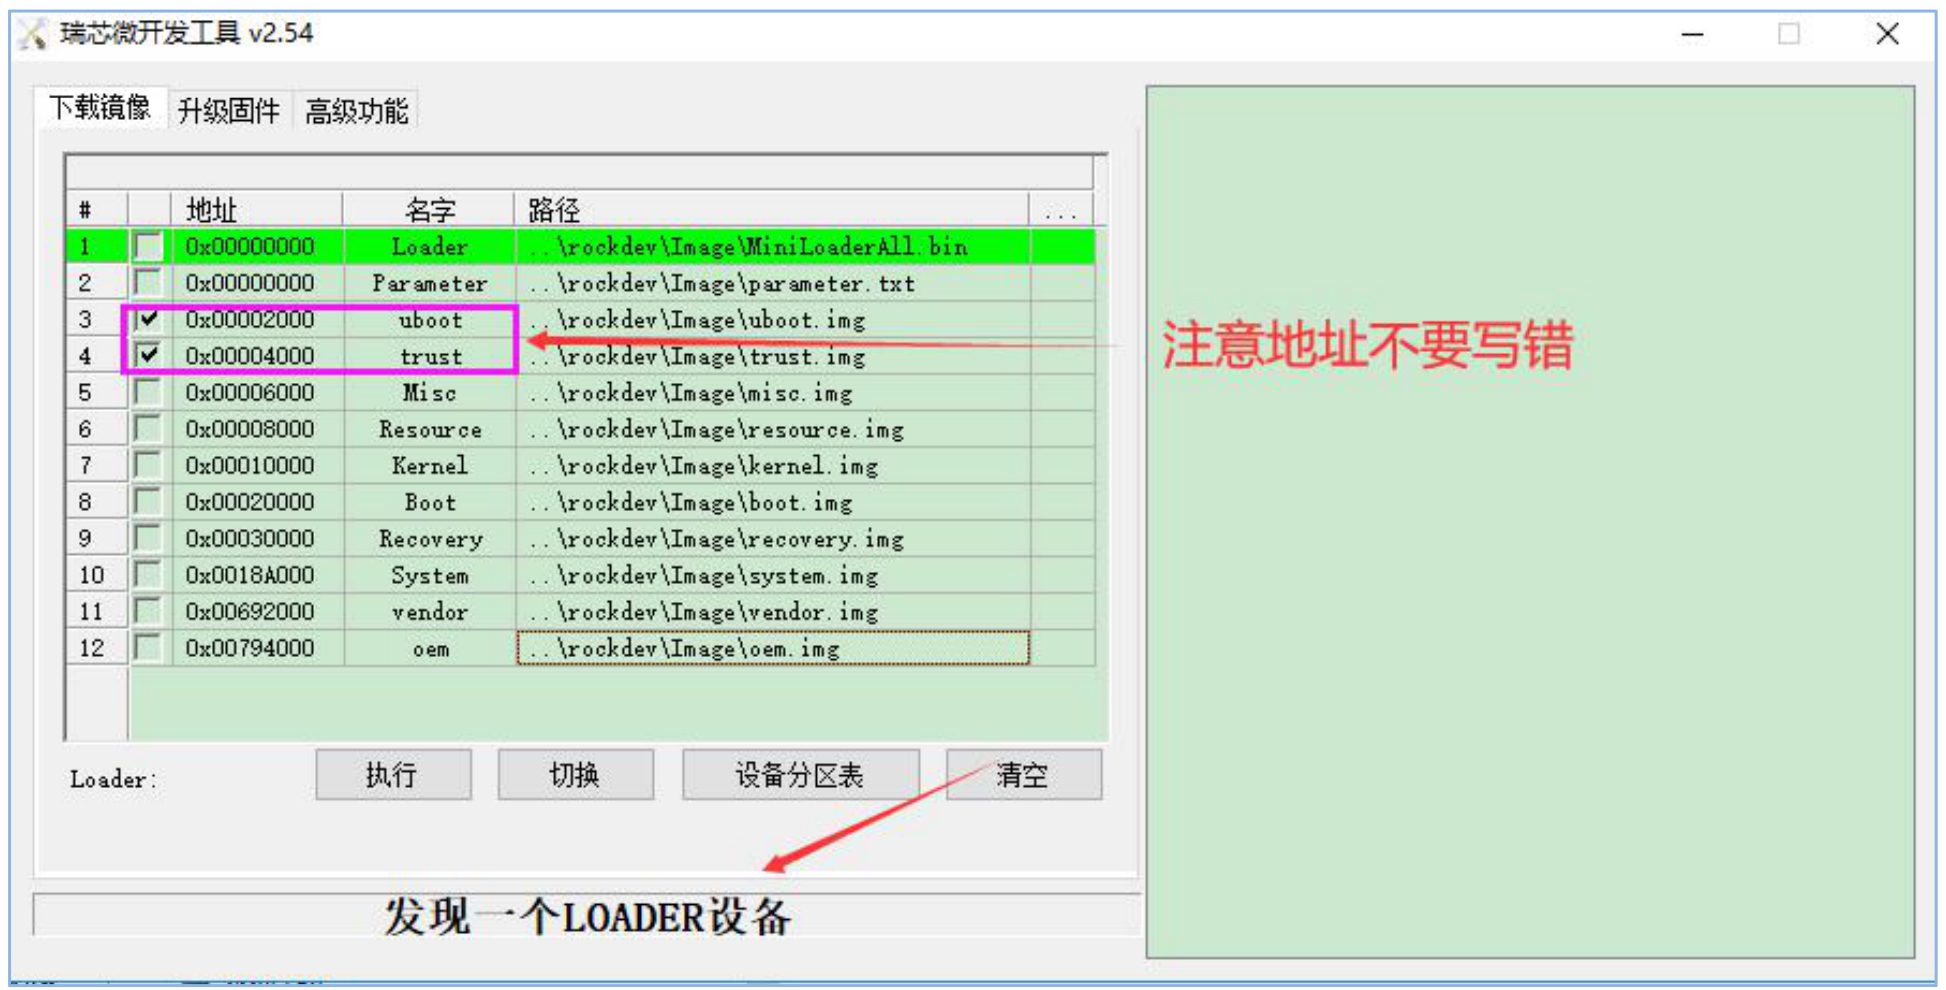 瑞芯微开发工具 v2.54
下载镜像 升级固件 高级功能
# 地址 名字 路径 ...
1 0x00000000 Loader ..\rockdev\Image\MiniLoaderAll.bin
2 0x00000000 Parameter ..\rockdev\Image\parameter.txt
3 0x00002000 uboot ..\rockdev\Image\uboot.img
4 0x00004000 trust ..\rockdev\Image\trust.img
5 0x00006000 Misc ..\rockdev\Image\misc.img
6 0x00008000 Resource ..\rockdev\Image\resource.img
7 0x00010000 Kernel ..\rockdev\Image\kernel.img
8 0x00020000 Boot ..\rockdev\Image\boot.img
9 0x00030000 Recovery ..\rockdev\Image\recovery.img
10 0x0018A000 System ..\rockdev\Image\system.img
11 0x00692000 vendor ..\rockdev\Image\vendor.img
12 0x00794000 oem ..\rockdev\Image\oem.img
注意地址不要写错
Loader: 执行 切换 设备分区表 清空
发现一个LOADER设备